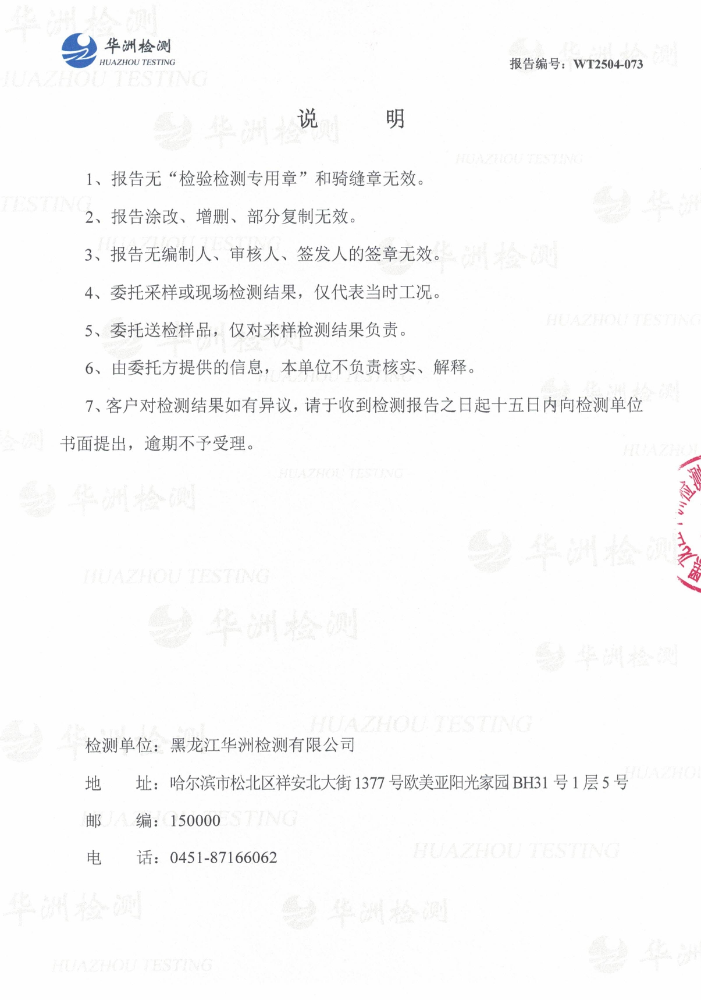 华洲检测
HUAZHOU TESTING
报告编号：WT2504-073
说 明
1、报告无“检验检测专用章”和骑缝章无效。
2、报告涂改、增删、部分复制无效。
3、报告无编制人、审核人、签发人的签章无效。
4、委托采样或现场检测结果，仅代表当时工况。
5、委托送检样品，仅对来样检测结果负责。
6、由委托方提供的信息，本单位不负责核实、解释。
7、客户对检测结果如有异议，请于收到检测报告之日起十五日内向检测单位
书面提出，逾期不予受理。
检测单位：黑龙江华洲检测有限公司
地 址：哈尔滨市松北区祥安北大街 1377 号欧美亚阳光家园 BH31 号 1 层 5 号
邮 编：150000
电 话：0451-87166062